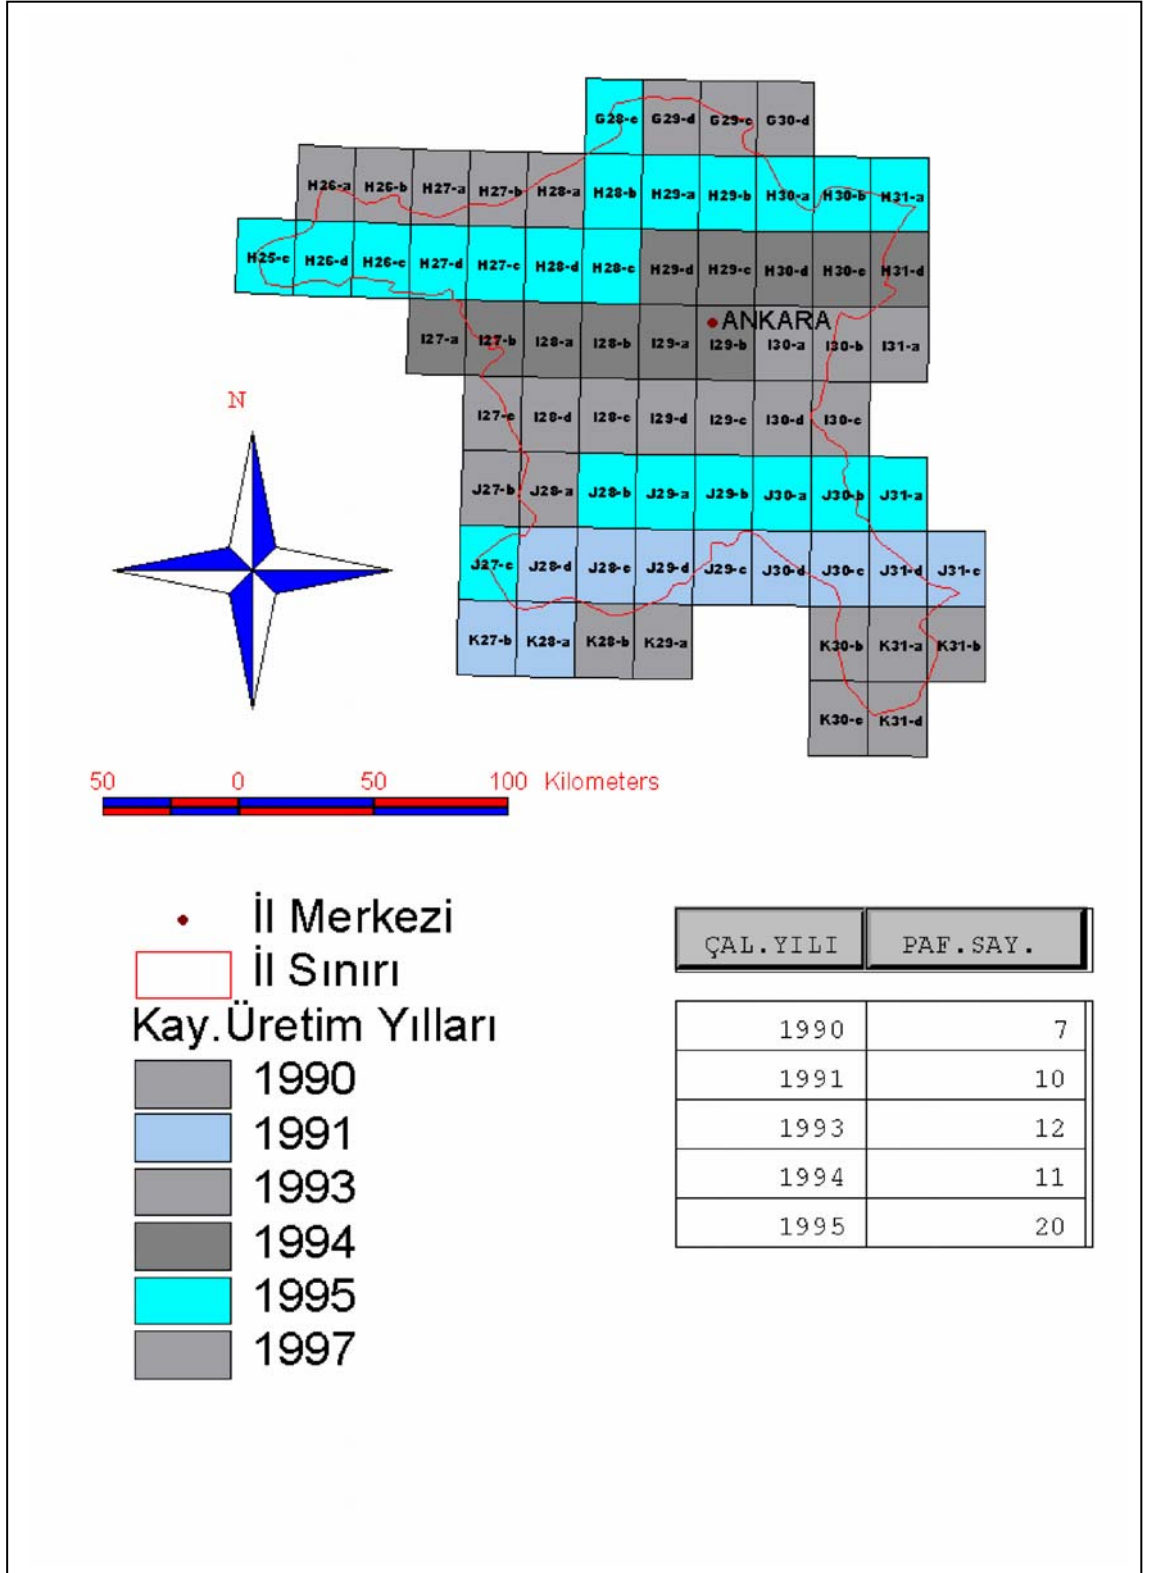 G28-c G29-d G29-c G30-d
H26-a H26-b H27-a H27-b H28-a H28-b H29-a H29-b H30-a H30-b H31-a
H25-c H26-d H26-c H27-d H27-c H28-d H28-c H29-d H29-c H30-d H30-c H31-d
ANKARA
I27-a I27-b I28-a I28-b I29-a I29-b I30-a I30-b I31-a
N
I27-c I28-d I28-c I29-d I29-c I30-d I30-c
J27-b J28-a J28-b J29-a J29-b J30-a J30-b J31-a
J27-c J28-d J28-c J29-d J29-c J30-d J30-c J31-d J31-c
K27-b K28-a K28-b K29-a K30-b K31-a K31-b
K30-c K31-d
50 0 50 100 Kilometers
İl Merkezi
İl Sınırı
Kay.Üretim Yılları
1990
1991
1993
1994
1995
1997
ÇAL.YILI PAF.SAY.
1990 7
1991 10
1993 12
1994 11
1995 20